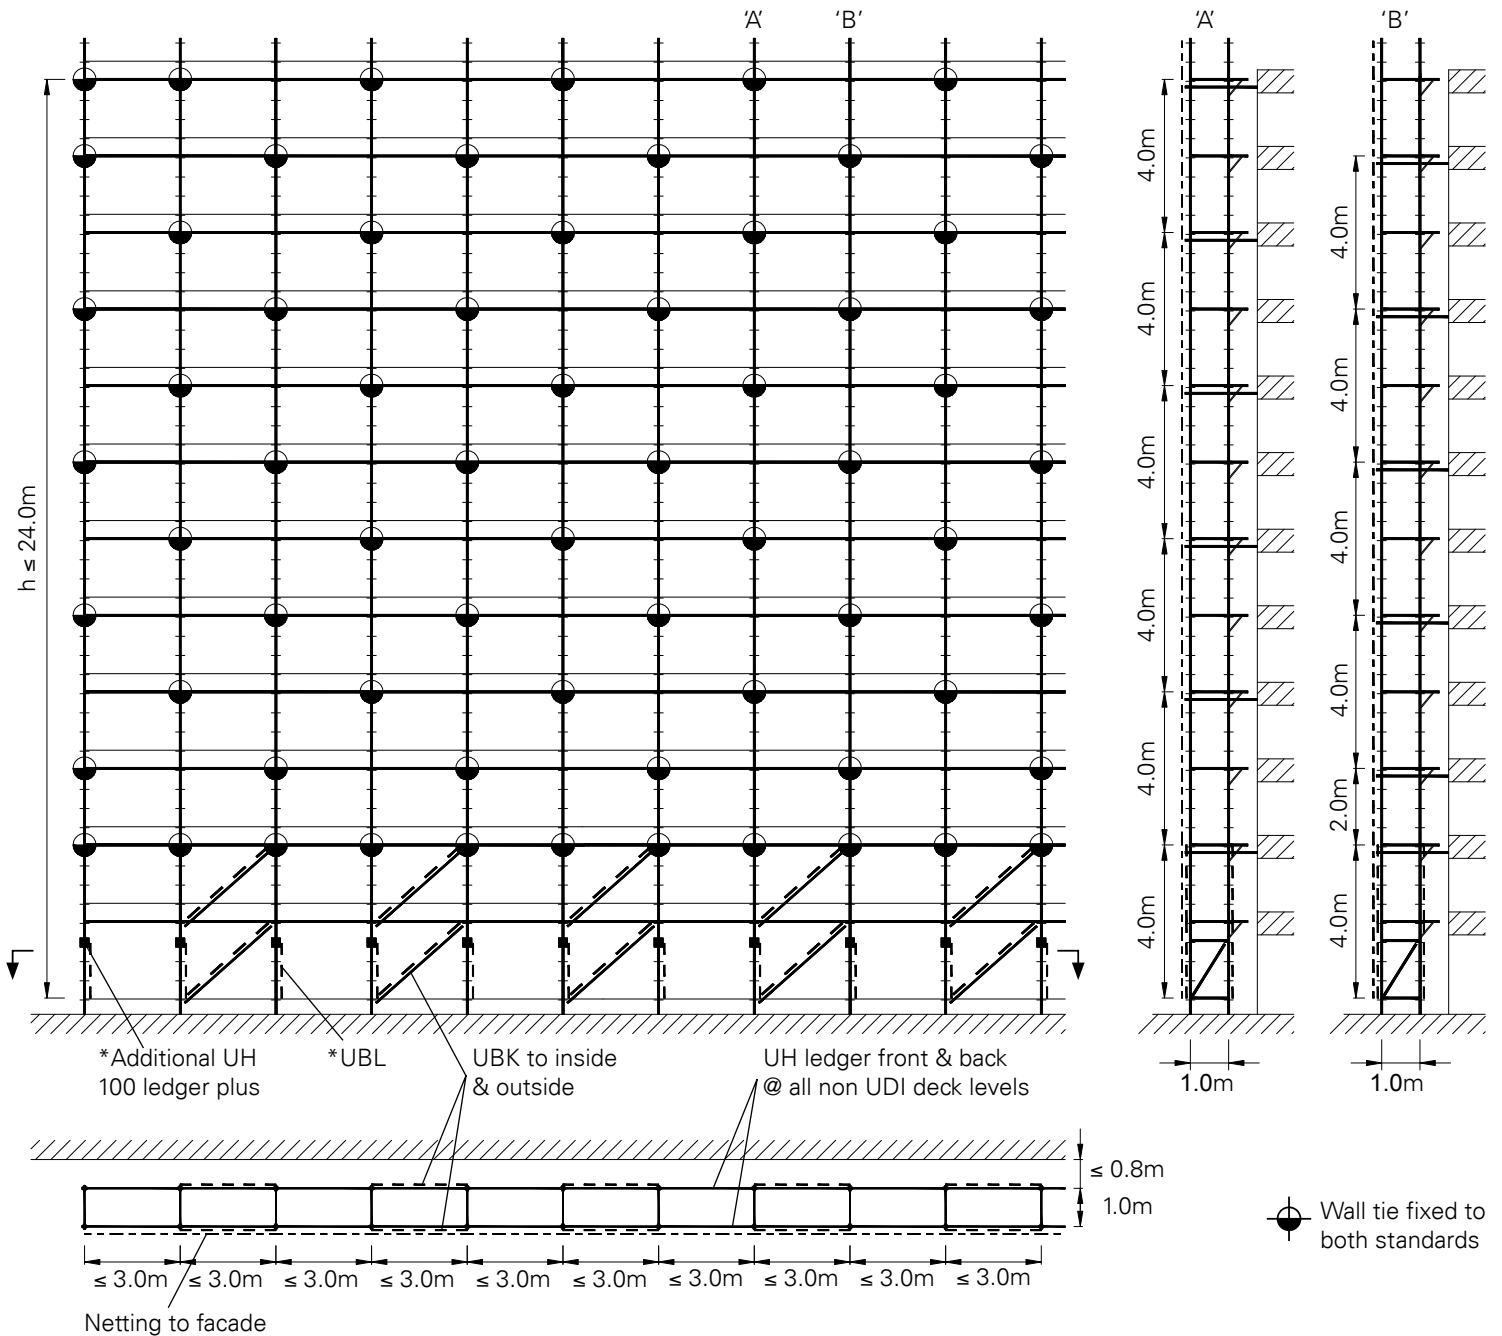 ‘A’ ‘B’ ‘A’ ‘B’
h ≤ 24.0m
4.0m
4.0m
4.0m
4.0m
4.0m
4.0m
4.0m
4.0m
4.0m
4.0m
2.0m
4.0m
*Additional UH
100 ledger plus
*UBL
UBK to inside
& outside
UH ledger front & back
@ all non UDI deck levels
1.0m
1.0m
≤ 0.8m
1.0m
≤ 3.0m ≤ 3.0m ≤ 3.0m ≤ 3.0m ≤ 3.0m ≤ 3.0m ≤ 3.0m ≤ 3.0m ≤ 3.0m ≤ 3.0m
Netting to facade
Wall tie fixed to
both standards